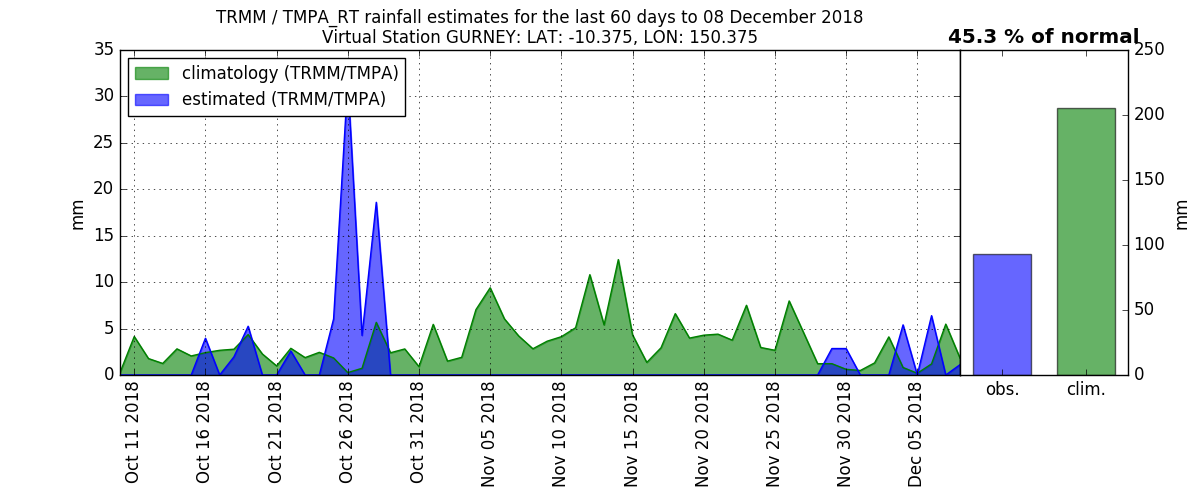 TRMM / TMPA_RT rainfall estimates for the last 60 days to 08 December 2018
Virtual Station GURNEY: LAT: -10.375, LON: 150.375
45.3 % of normal
climatology (TRMM/TMPA)
estimated (TRMM/TMPA)
35
30
25
20
15
10
5
0
mm
Oct 11 2018
Oct 16 2018
Oct 21 2018
Oct 26 2018
Oct 31 2018
Nov 05 2018
Nov 10 2018
Nov 15 2018
Nov 20 2018
Nov 25 2018
Nov 30 2018
Dec 05 2018
obs.
clim.
250
200
150
100
50
0
mm